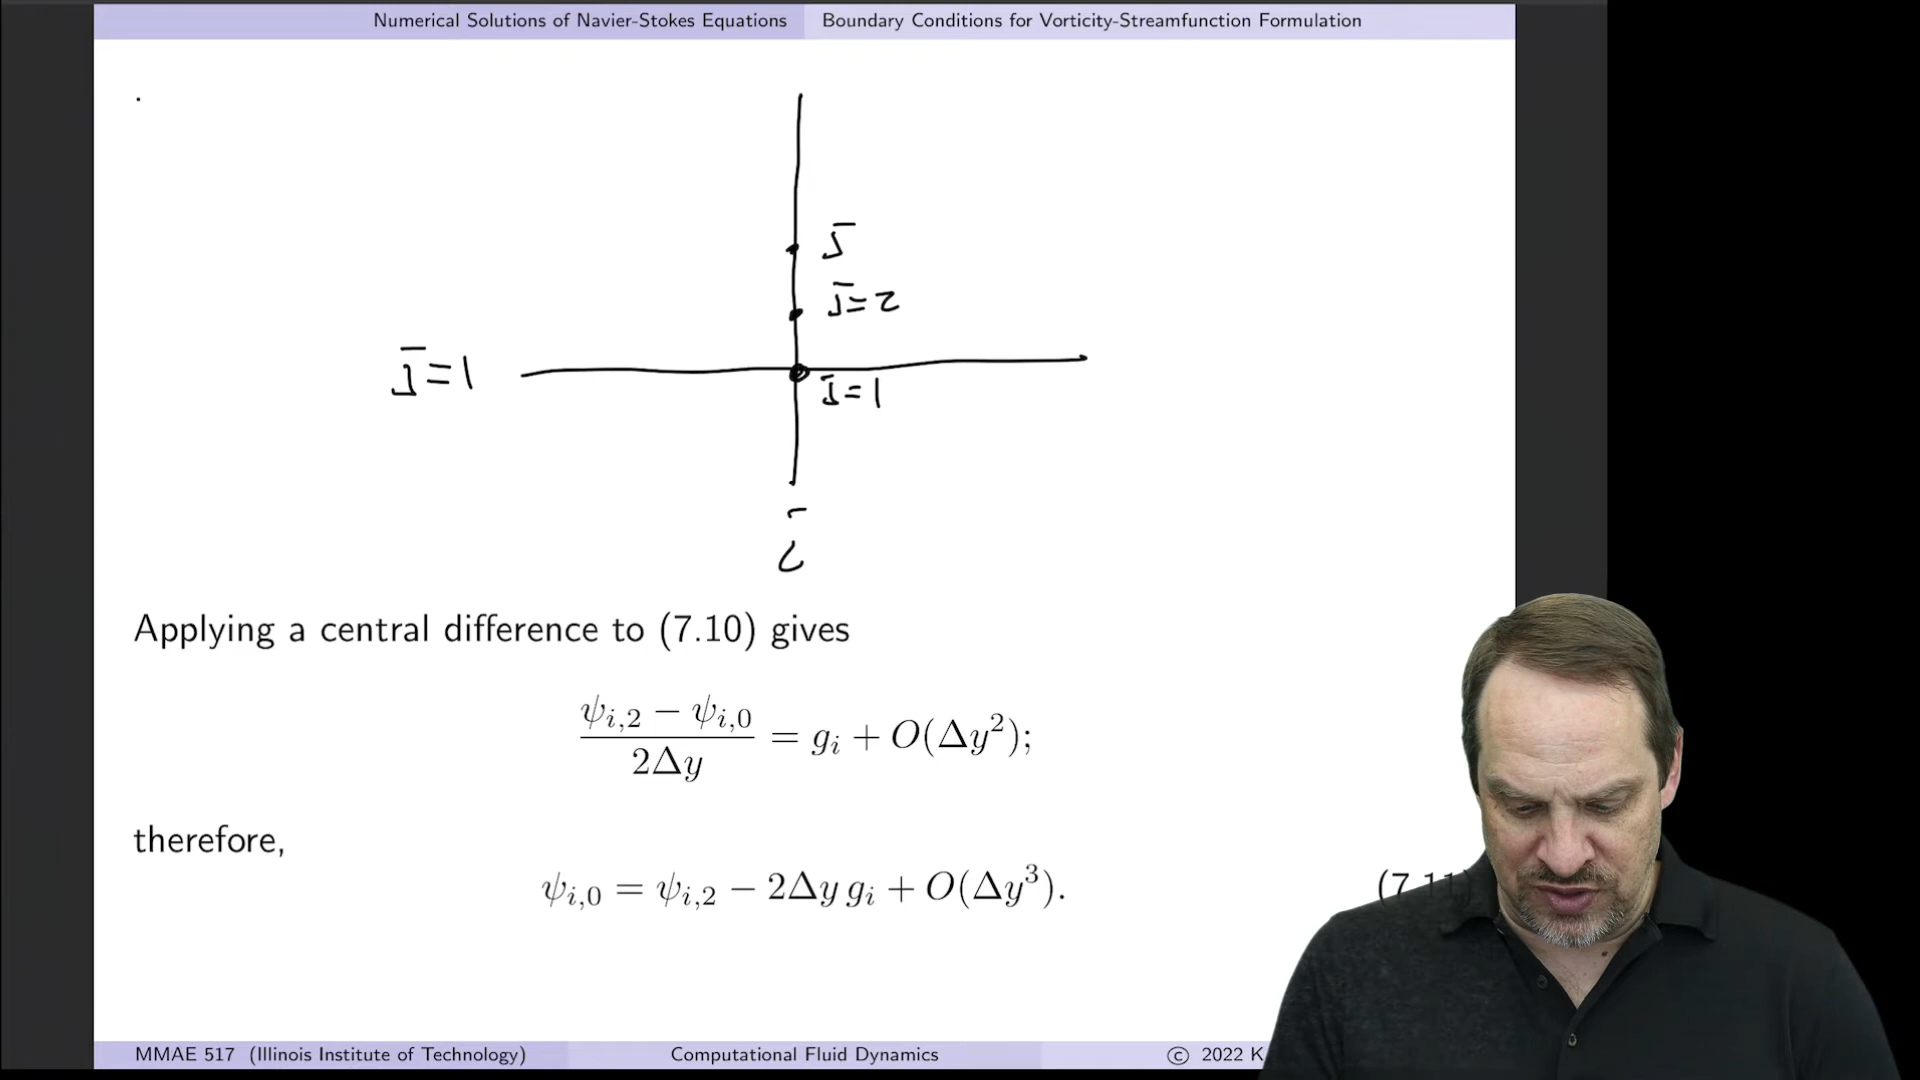 Numerical Solutions of Navier-Stokes Equations Boundary Conditions for Vorticity-Streamfunction Formulation
j
j=2
j=1
j=1
i
Applying a central difference to (7.10) gives
(ψ_{i,2} − ψ_{i,0}) / 2Δy = g_i + O(Δy²);
therefore,
ψ_{i,0} = ψ_{i,2} − 2Δy g_i + O(Δy³). (7.11)
MMAE 517 (Illinois Institute of Technology) Computational Fluid Dynamics © 2022 K